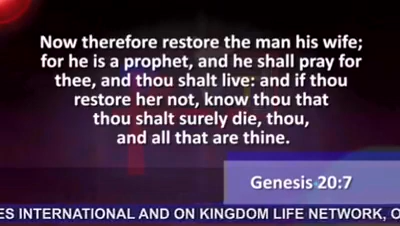 Now therefore restore the man his wife;
for he is a prophet, and he shall pray for
thee, and thou shalt live: and if thou
restore her not, know thou that
thou shalt surely die, thou,
and all that are thine.
Genesis 20:7
ES INTERNATIONAL AND ON KINGDOM LIFE NETWORK, O